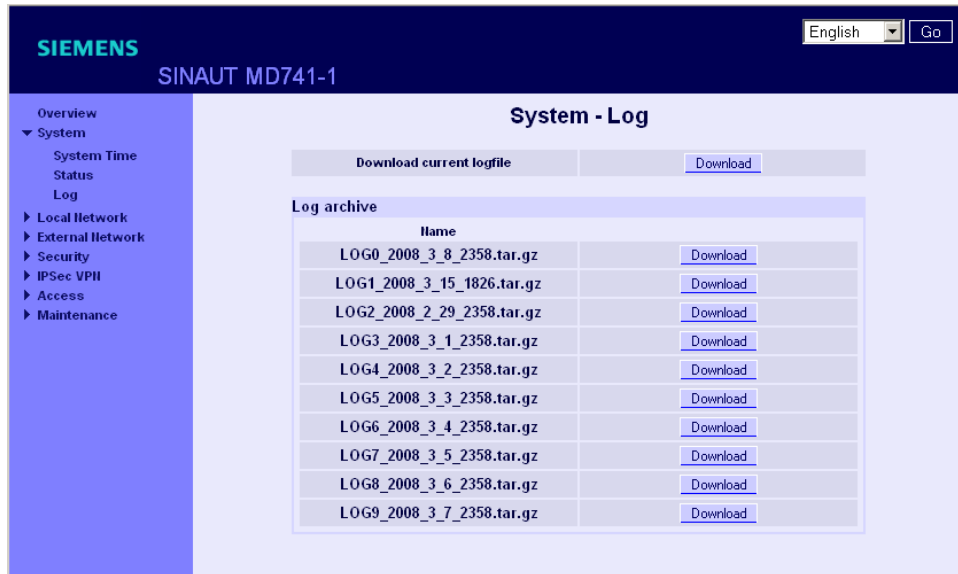 SIEMENS
English
Go
SINAUT MD741-1
Overview
System
System Time
Status
Log
Local Network
External Network
Security
IPSec VPN
Access
Maintenance
System - Log
Download current logfile Download
Log archive
Name
LOG0_2008_3_8_2358.tar.gz Download
LOG1_2008_3_15_1826.tar.gz Download
LOG2_2008_2_29_2358.tar.gz Download
LOG3_2008_3_1_2358.tar.gz Download
LOG4_2008_3_2_2358.tar.gz Download
LOG5_2008_3_3_2358.tar.gz Download
LOG6_2008_3_4_2358.tar.gz Download
LOG7_2008_3_5_2358.tar.gz Download
LOG8_2008_3_6_2358.tar.gz Download
LOG9_2008_3_7_2358.tar.gz Download